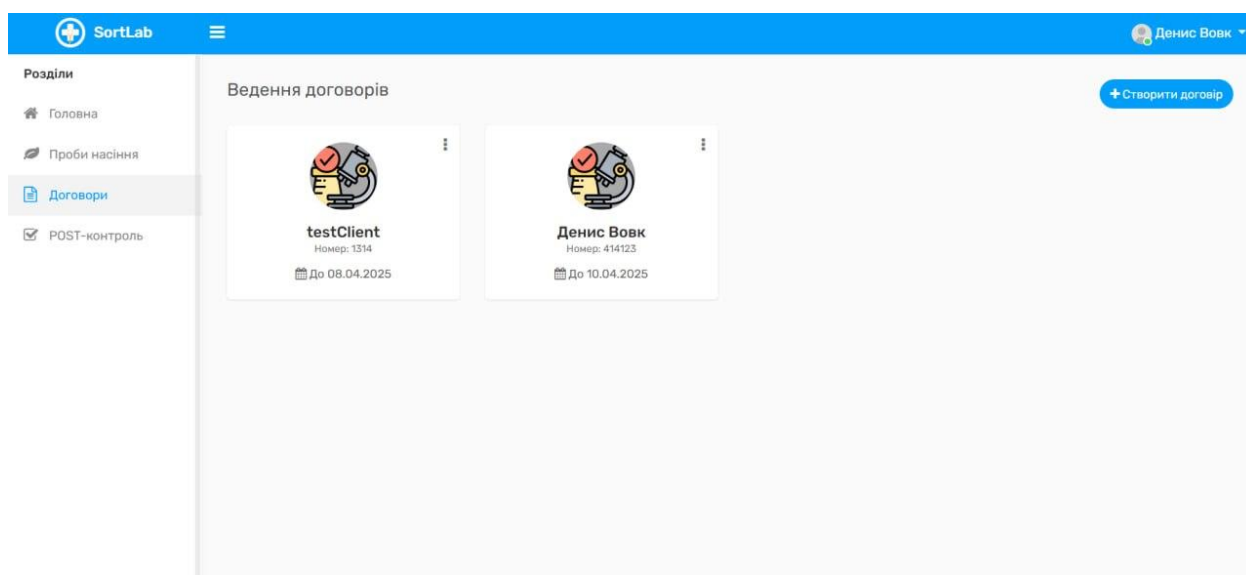 SortLab
Денис Вовк
Розділи
Головна
Проби насіння
Договори
POST-контроль
Ведення договорів
Створити договір
testClient
Номер: 1314
До 08.04.2025
Денис Вовк
Номер: 414123
До 10.04.2025